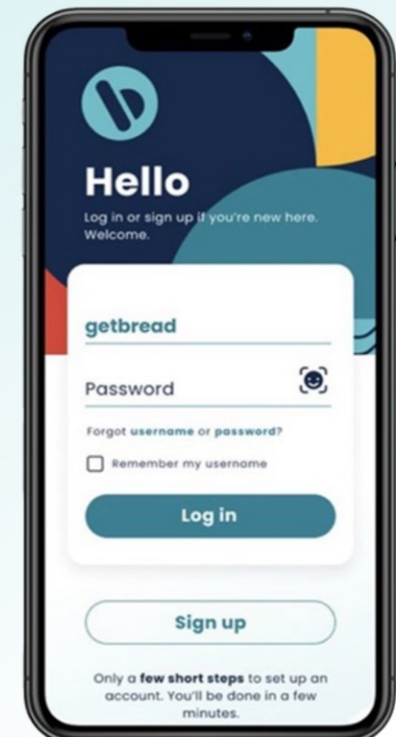 Hello
Log in or sign up if you're new here.
Welcome.
getbread
Password
Forgot username or password?
Remember my username
Log in
Sign up
Only a few short steps to set up an
account. You'll be done in a few
minutes.